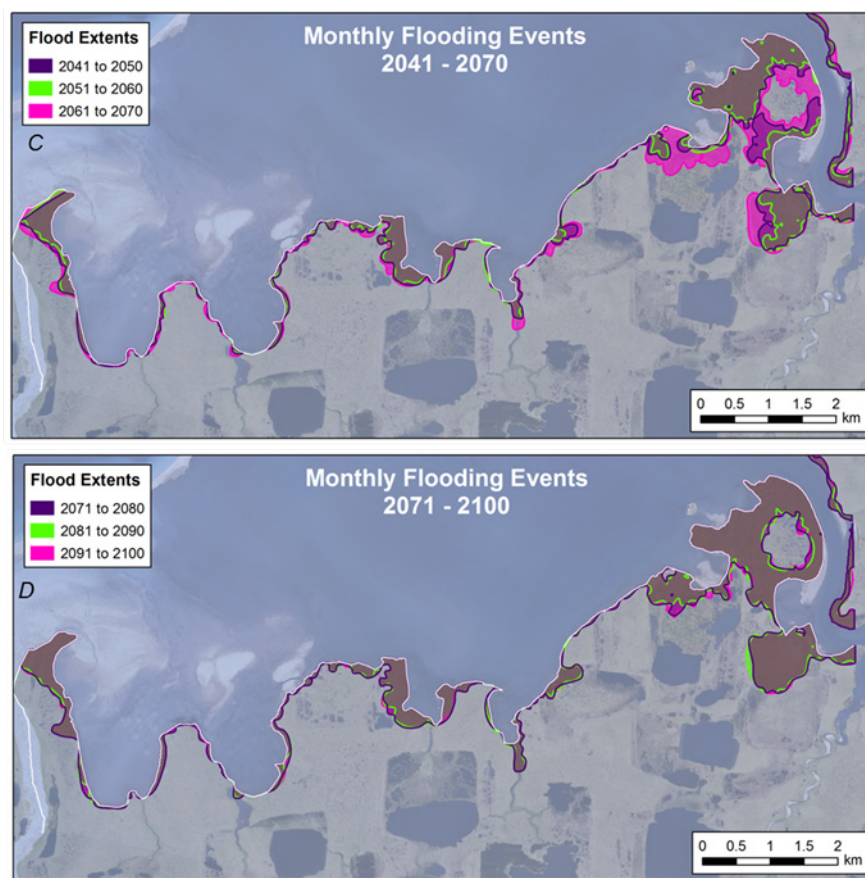 Flood Extents
2041 to 2050
2051 to 2060
2061 to 2070
Monthly Flooding Events
2041 - 2070
C
0 0.5 1 1.5 2
km
Flood Extents
2071 to 2080
2081 to 2090
2091 to 2100
Monthly Flooding Events
2071 - 2100
D
0 0.5 1 1.5 2
km